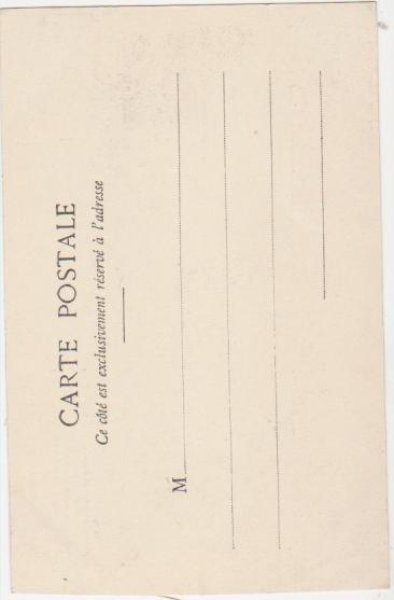 CARTE POSTALE
Ce côté est exclusivement réservé à l'adresse
M